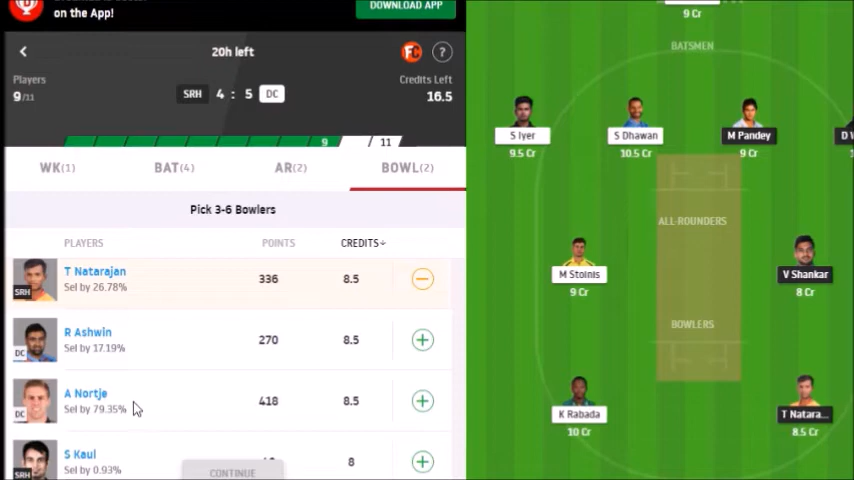 on the App!
DOWNLOAD APP
20h left
FC
?
Players
9/11
SRH 4 : 5 DC
Credits Left
16.5
9 / 11
WK(1) BAT(4) AR(2) BOWL(2)
Pick 3-6 Bowlers
PLAYERS POINTS CREDITS
T Natarajan
Sel by 26.78%
SRH
336 8.5
R Ashwin
Sel by 17.19%
DC
270 8.5
A Nortje
Sel by 79.35%
DC
418 8.5
S Kaul
Sel by 0.93%
SRH
8
CONTINUE
9 Cr
BATSMEN
S Iyer S Dhawan M Pandey D W
9.5 Cr 10.5 Cr 9 Cr
ALL-ROUNDERS
M Stoinis V Shankar
9 Cr 8 Cr
BOWLERS
K Rabada T Natara...
10 Cr 8.5 Cr